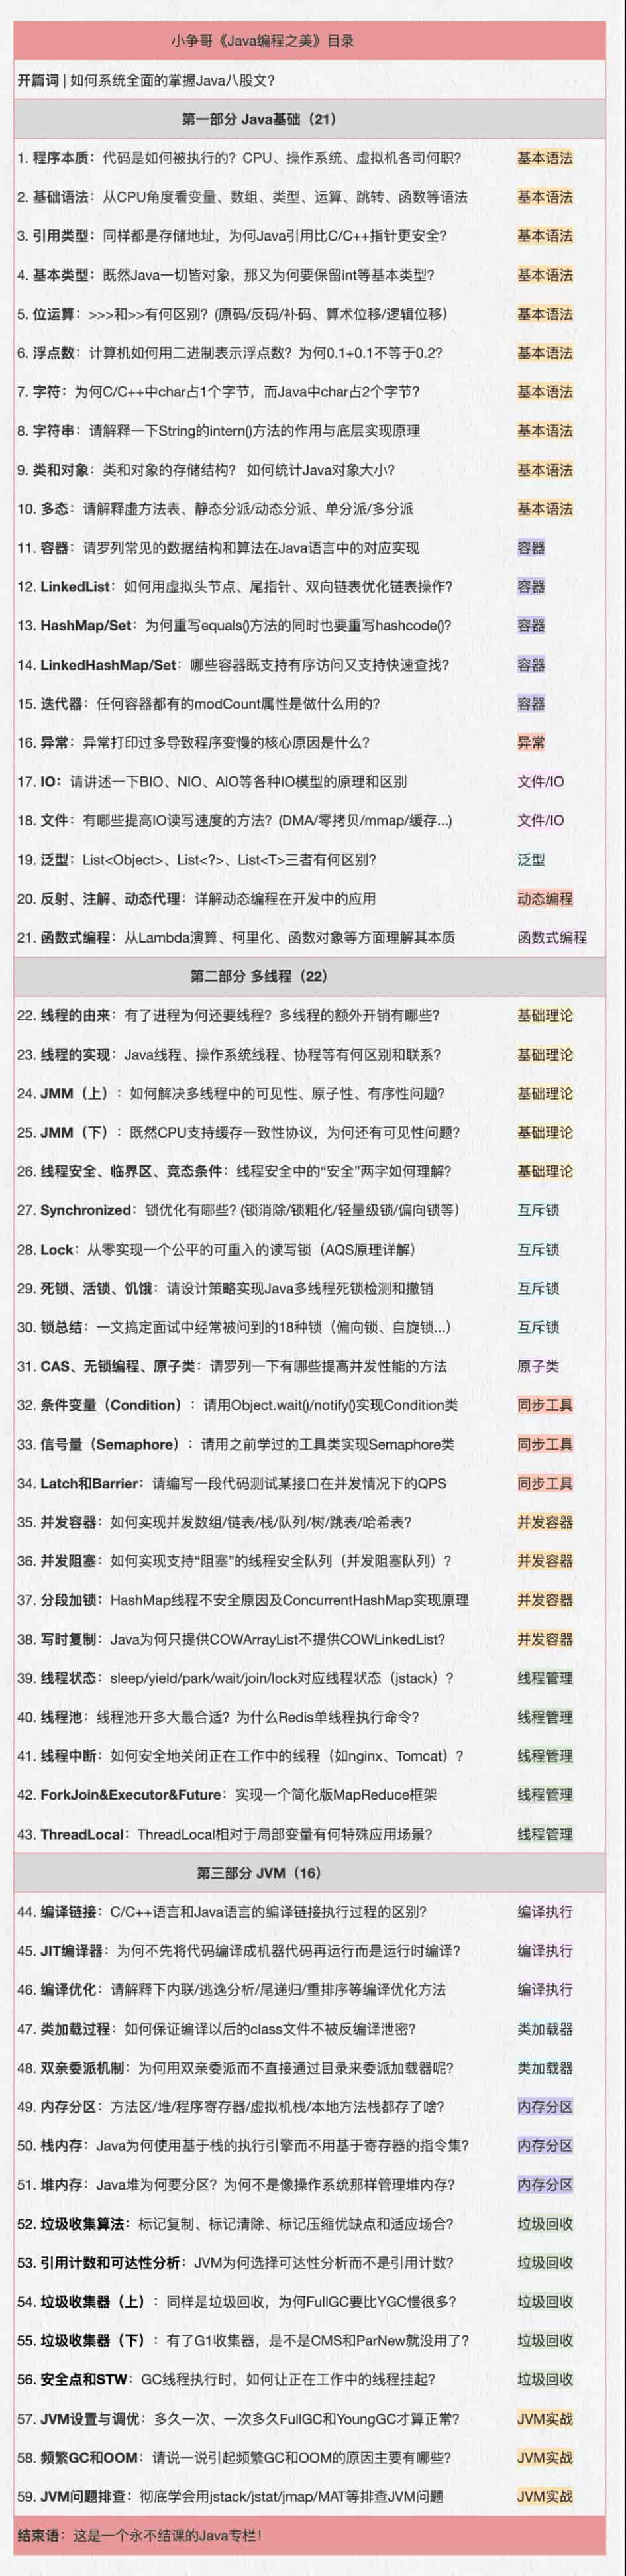 小争哥《Java编程之美》目录
开篇词 | 如何系统全面的掌握Java八股文?
第一部分 Java基础（21）
1. 程序本质：代码是如何被执行的？CPU、操作系统、虚拟机各司何职？ 基本语法
2. 基础语法：从CPU角度看变量、数组、类型、运算、跳转、函数等语法 基本语法
3. 引用类型：同样都是存储地址，为何Java引用比C/C++指针更安全？ 基本语法
4. 基本类型：既然Java一切皆对象，那又为何要保留int等基本类型？ 基本语法
5. 位运算：>>>和>>有何区别？(原码/反码/补码、算术位移/逻辑位移） 基本语法
6. 浮点数：计算机如何用二进制表示浮点数？为何0.1+0.1不等于0.2？ 基本语法
7. 字符：为何C/C++中char占1个字节，而Java中char占2个字节？ 基本语法
8. 字符串：请解释一下String的intern()方法的作用与底层实现原理 基本语法
9. 类和对象：类和对象的存储结构？ 如何统计Java对象大小？ 基本语法
10. 多态：请解释虚方法表、静态分派/动态分派、单分派/多分派 基本语法
11. 容器：请罗列常见的数据结构和算法在Java语言中的对应实现 容器
12. LinkedList：如何用虚拟头节点、尾指针、双向链表优化链表操作？ 容器
13. HashMap/Set：为何重写equals()方法的同时也要重写hashcode()? 容器
14. LinkedHashMap/Set：哪些容器既支持有序访问又支持快速查找？ 容器
15. 迭代器：任何容器都有的modCount属性是做什么用的？ 容器
16. 异常：异常打印过多导致程序变慢的核心原因是什么？ 异常
17. IO：请讲述一下BIO、NIO、AIO等各种IO模型的原理和区别 文件/IO
18. 文件：有哪些提高IO读写速度的方法？(DMA/零拷贝/mmap/缓存...) 文件/IO
19. 泛型：List<Object>、List<?>、List<T>三者有何区别？ 泛型
20. 反射、注解、动态代理：详解动态编程在开发中的应用 动态编程
21. 函数式编程：从Lambda演算、柯里化、函数对象等方面理解其本质 函数式编程
第二部分 多线程（22）
22. 线程的由来：有了进程为何还要线程？多线程的额外开销有哪些？ 基础理论
23. 线程的实现：Java线程、操作系统线程、协程等有何区别和联系？ 基础理论
24. JMM（上）：如何解决多线程中的可见性、原子性、有序性问题？ 基础理论
25. JMM（下）：既然CPU支持缓存一致性协议，为何还有可见性问题？ 基础理论
26. 线程安全、临界区、竞态条件：线程安全中的“安全”两字如何理解？ 基础理论
27. Synchronized：锁优化有哪些？(锁消除/锁粗化/轻量级锁/偏向锁等） 互斥锁
28. Lock：从零实现一个公平的可重入的读写锁（AQS原理详解） 互斥锁
29. 死锁、活锁、饥饿：请设计策略实现Java多线程死锁检测和撤销 互斥锁
30. 锁总结：一文搞定面试中经常被问到的18种锁（偏向锁、自旋锁...） 互斥锁
31. CAS、无锁编程、原子类：请罗列一下有哪些提高并发性能的方法 原子类
32. 条件变量（Condition）：请用Object.wait()/notify()实现Condition类 同步工具
33. 信号量（Semaphore）：请用之前学过的工具类实现Semaphore类 同步工具
34. Latch和Barrier：请编写一段代码测试某接口在并发情况下的QPS 同步工具
35. 并发容器：如何实现并发数组/链表/栈/队列/树/跳表/哈希表？ 并发容器
36. 并发阻塞：如何实现支持“阻塞”的线程安全队列（并发阻塞队列）？ 并发容器
37. 分段加锁：HashMap线程不安全原因及ConcurrentHashMap实现原理 并发容器
38. 写时复制：Java为何只提供COWArrayList不提供COWLinkedList? 并发容器
39. 线程状态：sleep/yield/park/wait/join/lock对应线程状态（jstack）？ 线程管理
40. 线程池：线程池开多大最合适？为什么Redis单线程执行命令？ 线程管理
41. 线程中断：如何安全地关闭正在工作中的线程（如nginx、Tomcat）？ 线程管理
42. ForkJoin&Executor&Future：实现一个简化版MapReduce框架 线程管理
43. ThreadLocal：ThreadLocal相对于局部变量有何特殊应用场景？ 线程管理
第三部分 JVM（16）
44. 编译链接：C/C++语言和Java语言的编译链接执行过程的区别？ 编译执行
45. JIT编译器：为何不先将代码编译成机器代码再运行而是运行时编译？ 编译执行
46. 编译优化：请解释下内联/逃逸分析/尾递归/重排序等编译优化方法 编译执行
47. 类加载过程：如何保证编译以后的class文件不被反编译泄密？ 类加载器
48. 双亲委派机制：为何用双亲委派而不直接通过目录来委派加载器呢？ 类加载器
49. 内存分区：方法区/堆/程序寄存器/虚拟机栈/本地方法栈都存了啥？ 内存分区
50. 栈内存：Java为何使用基于栈的执行引擎而不用基于寄存器的指令集？ 内存分区
51. 堆内存：Java堆为何要分区？为何不是像操作系统那样管理堆内存？ 内存分区
52. 垃圾收集算法：标记复制、标记清除、标记压缩优缺点和适应场合？ 垃圾回收
53. 引用计数和可达性分析：JVM为何选择可达性分析而不是引用计数？ 垃圾回收
54. 垃圾收集器（上）：同样是垃圾回收，为何FullGC要比YGC慢很多？ 垃圾回收
55. 垃圾收集器（下）：有了G1收集器，是不是CMS和ParNew就没用了？ 垃圾回收
56. 安全点和STW：GC线程执行时，如何让正在工作中的线程挂起？ 垃圾回收
57. JVM设置与调优：多久一次、一次多久FullGC和YoungGC才算正常？ JVM实战
58. 频繁GC和OOM：请说一说引起频繁GC和OOM的原因主要有哪些？ JVM实战
59. JVM问题排查：彻底学会用jstack/jstat/jmap/MAT等排查JVM问题 JVM实战
结束语：这是一个永不结课的Java专栏！